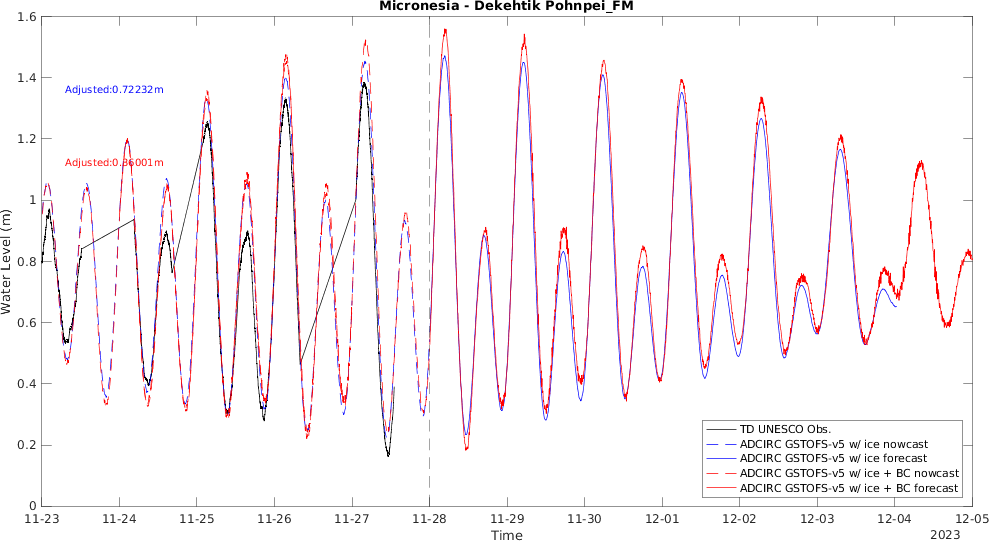 Micronesia - Dekehtik Pohnpei_FM
1.6
1.4
1.2
1
0.8
0.6
0.4
0.2
0
Water Level (m)
Adjusted:0.72232m
Adjusted:0.36001m
TD UNESCO Obs.
ADCIRC GSTOFS-v5 w/ ice nowcast
ADCIRC GSTOFS-v5 w/ ice forecast
ADCIRC GSTOFS-v5 w/ ice + BC nowcast
ADCIRC GSTOFS-v5 w/ ice + BC forecast
11-23 11-24 11-25 11-26 11-27 11-28 11-29 11-30 12-01 12-02 12-03 12-04 12-05
Time
2023